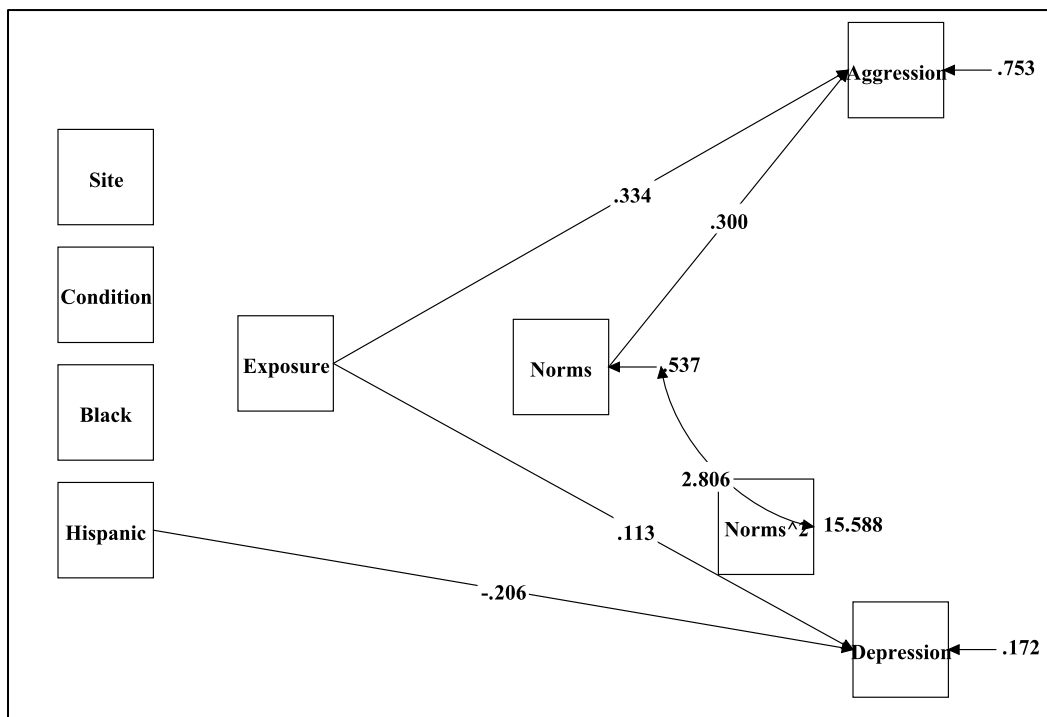 Aggression
.753
Site
.334
.300
Condition
Exposure
Norms
.537
Black
2.806
Hispanic
Norms^2
15.588
.113
-.206
Depression
.172